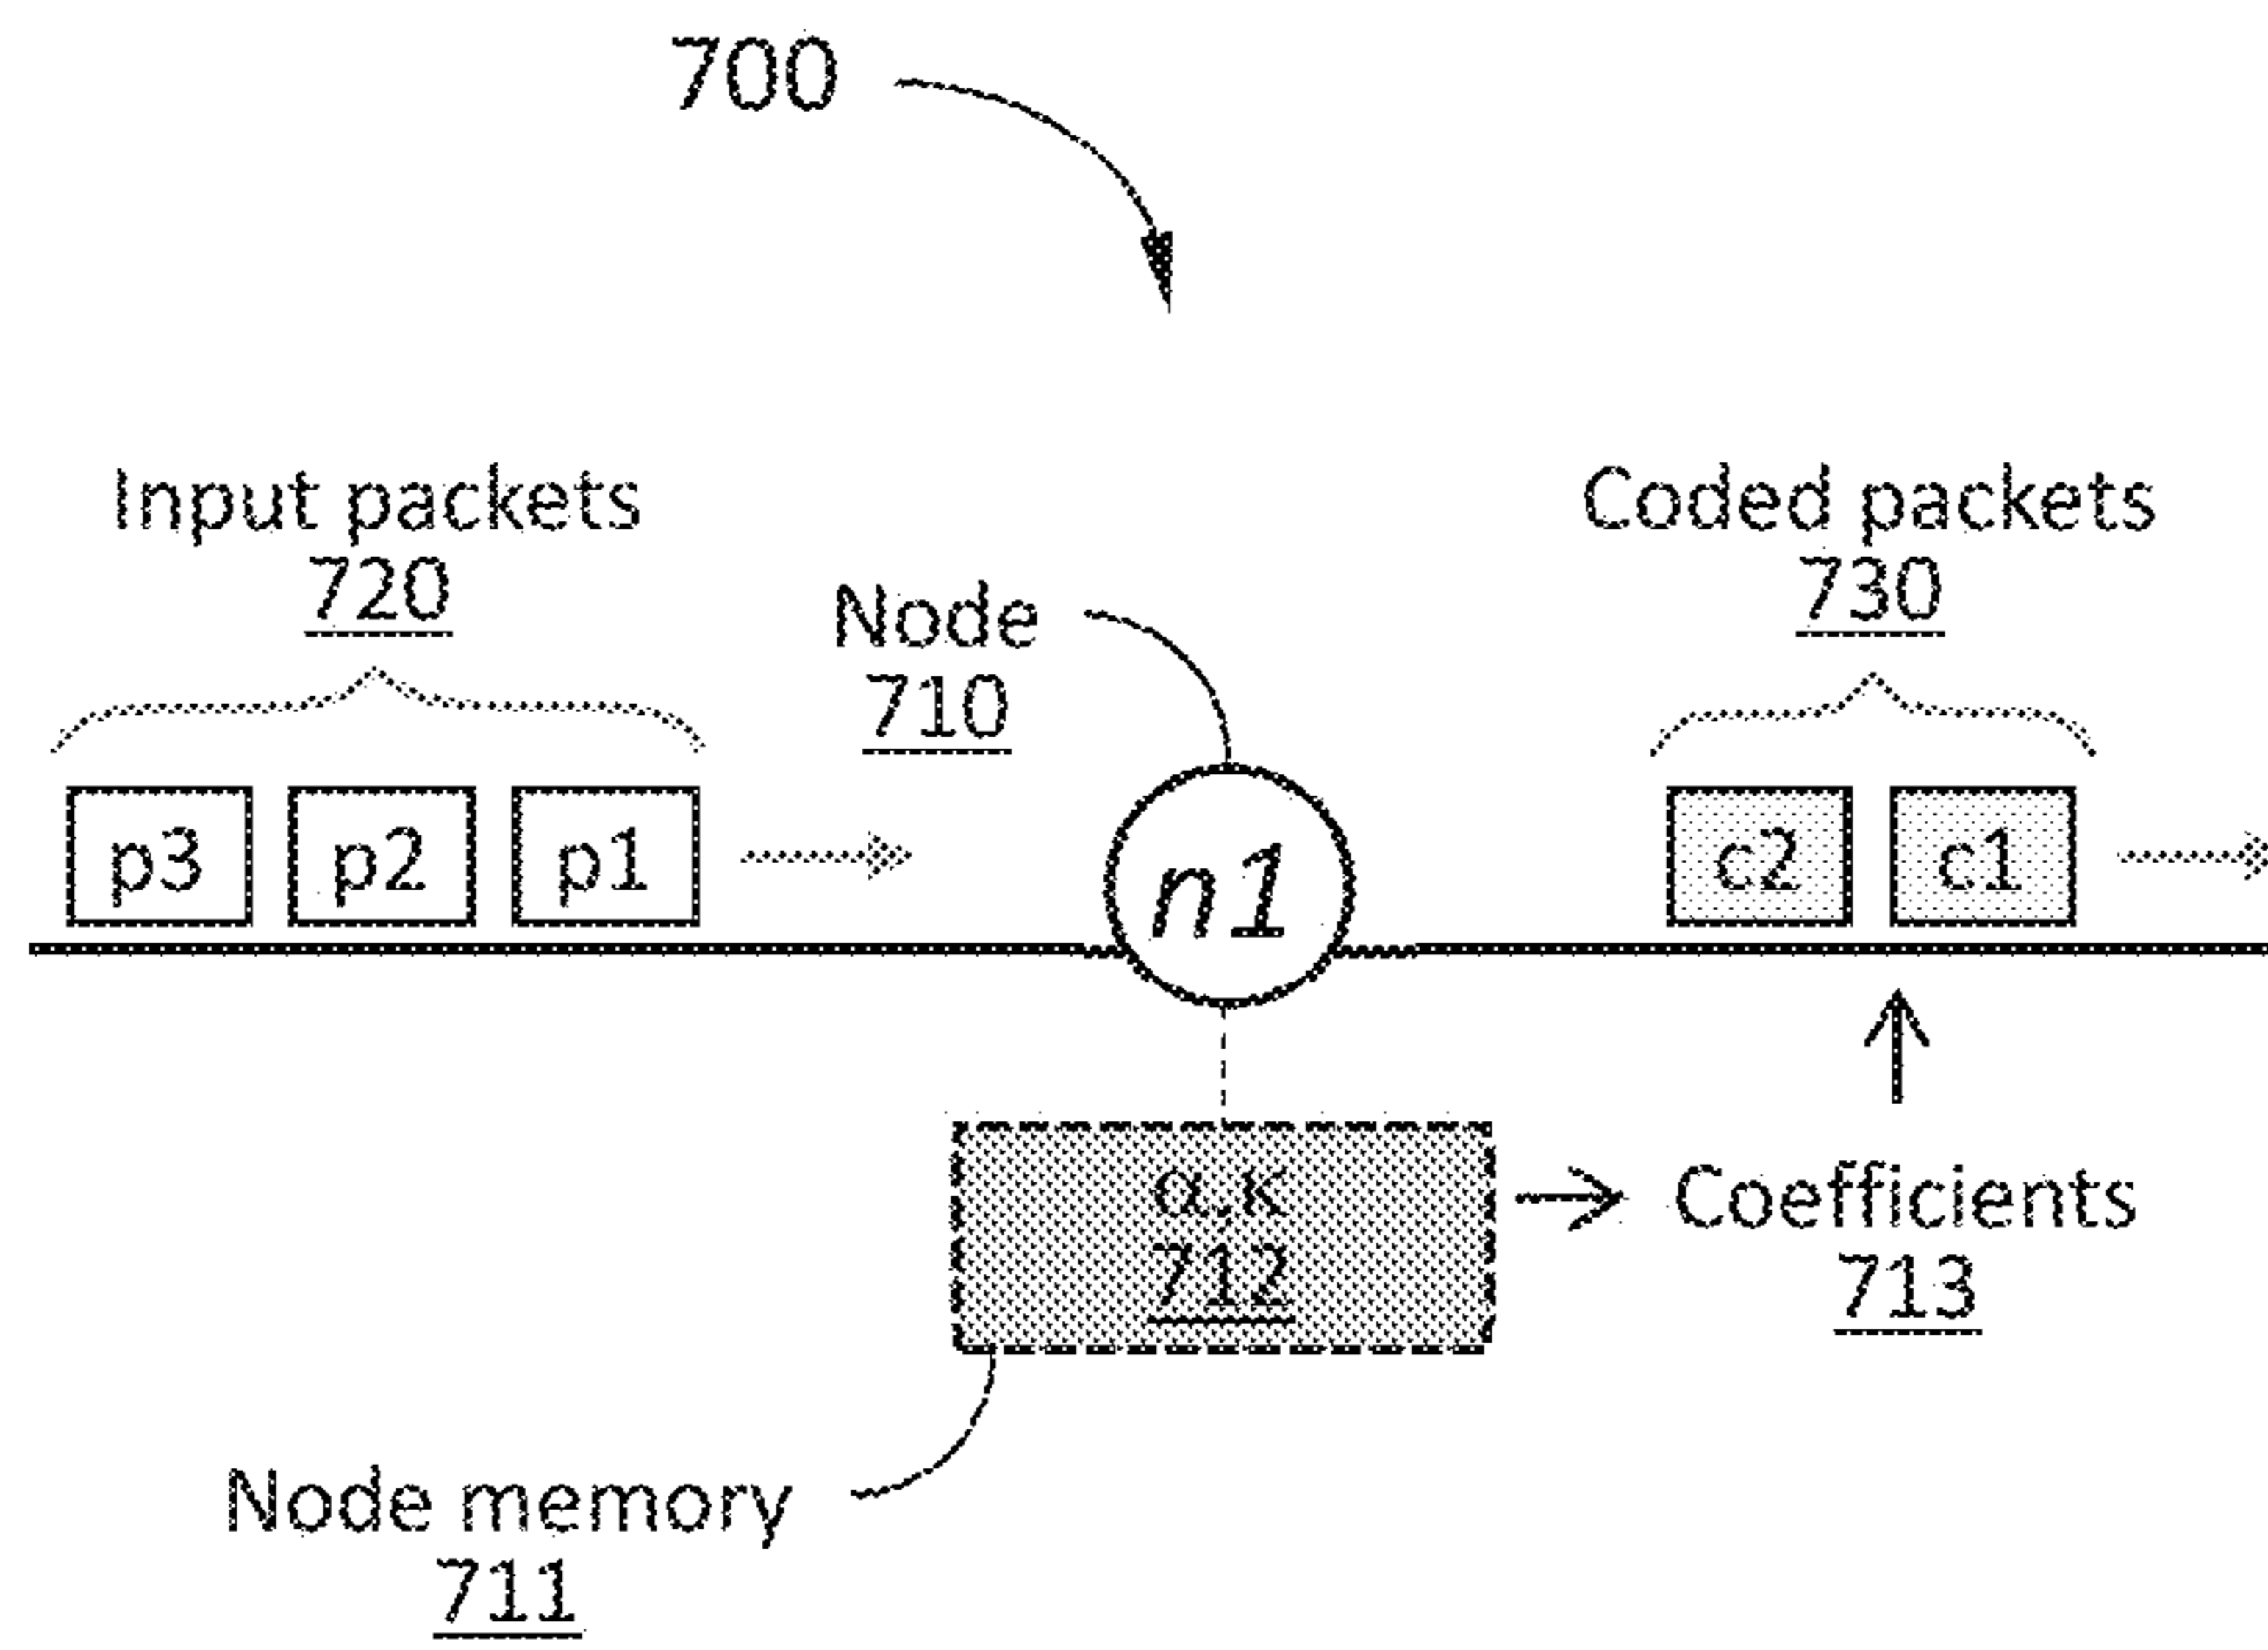 700
Input packets
720
Coded packets
730
Node
710
p3 p2 p1
n1
c2 c1
α,κ
712
Coefficients
713
Node memory
711